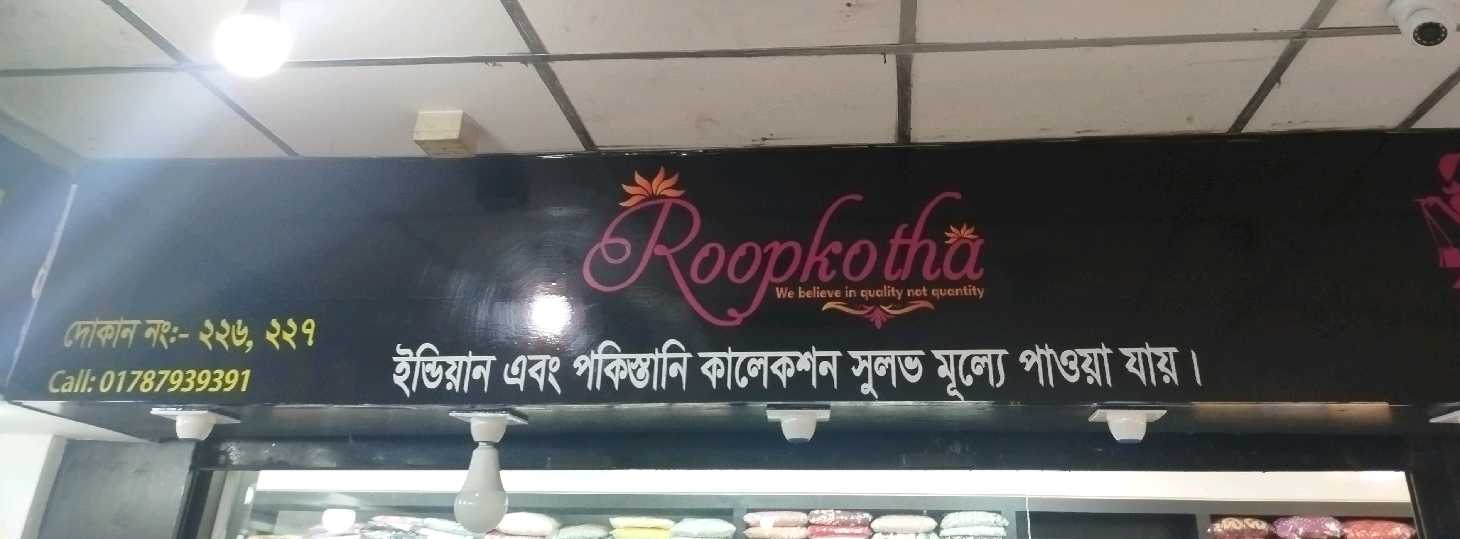 Roopkotha
We believe in quality not quantity
দোকান নং:- ২২৬, ২২৭
Call: 01787939391
ইন্ডিয়ান এবং পকিস্তানি কালেকশন সুলভ মূল্যে পাওয়া যায়।